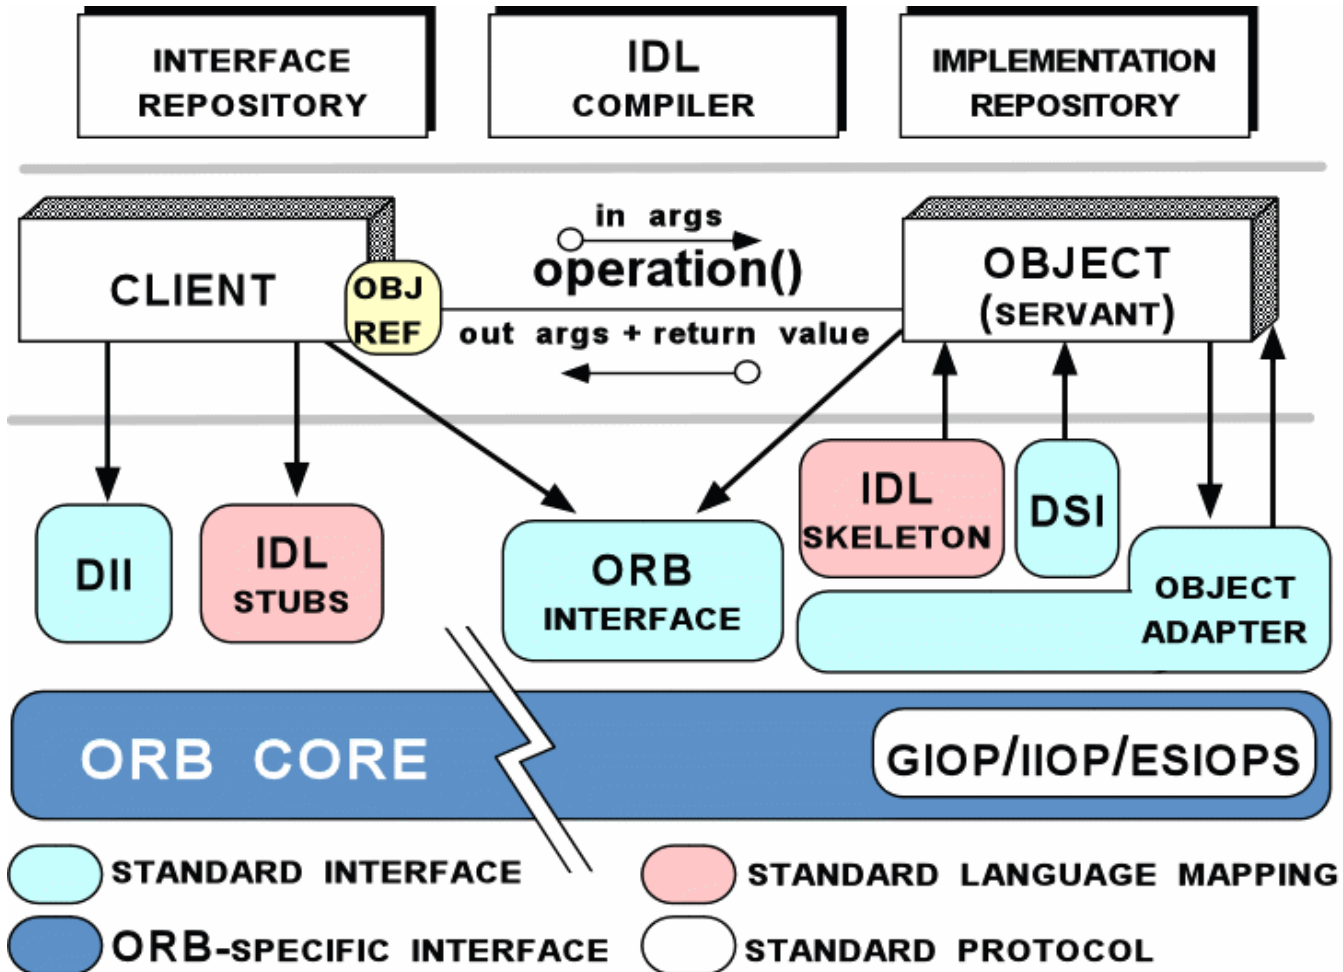 INTERFACE
REPOSITORY
IDL
COMPILER
IMPLEMENTATION
REPOSITORY
in args
operation()
out args + return value
CLIENT
OBJ
REF
OBJECT
(SERVANT)
DII
IDL
STUBS
ORB
INTERFACE
IDL
SKELETON
DSI
OBJECT
ADAPTER
ORB CORE
GIOP/IIOP/ESIOPS
STANDARD INTERFACE
STANDARD LANGUAGE MAPPING
ORB-SPECIFIC INTERFACE
STANDARD PROTOCOL